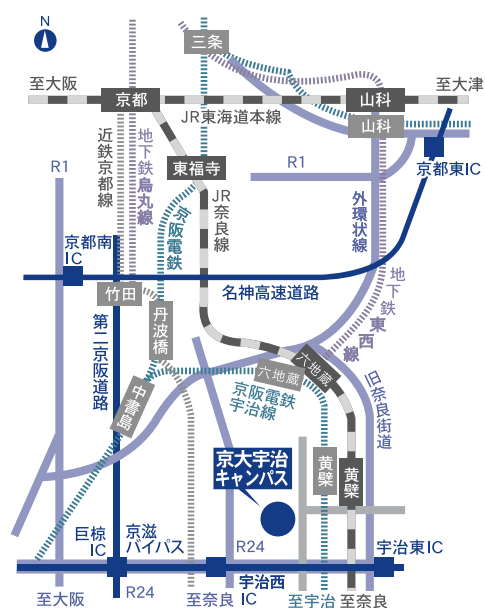 N
三条
至大阪
京都
山科
至大津
JR東海道本線
山科
近鉄京都線
地下鉄烏丸線
東福寺
R1
R1
京都東IC
JR奈良線
京阪電鉄
外環状線
京都南
IC
名神高速道路
地下鉄東西線
竹田
丹波橋
第二京阪道路
六地蔵
六地蔵
中書島
京阪電鉄
宇治線
旧奈良街道
京大宇治
キャンパス
黄檗
黄檗
巨椋
IC
京滋
バイパス
R24
宇治東IC
宇治西
IC
至大阪
R24
至奈良
至宇治
至奈良